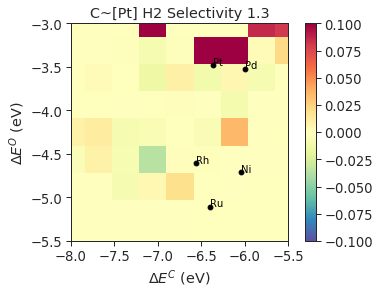 C~[Pt] H2 Selectivity 1.3
ΔE^O (eV)
−3.0
−3.5
−4.0
−4.5
−5.0
−5.5
Pt
Pd
Rh
Ni
Ru
−8.0 −7.5 −7.0 −6.5 −6.0 −5.5
ΔE^C (eV)
0.100
0.075
0.050
0.025
0.000
−0.025
−0.050
−0.075
−0.100